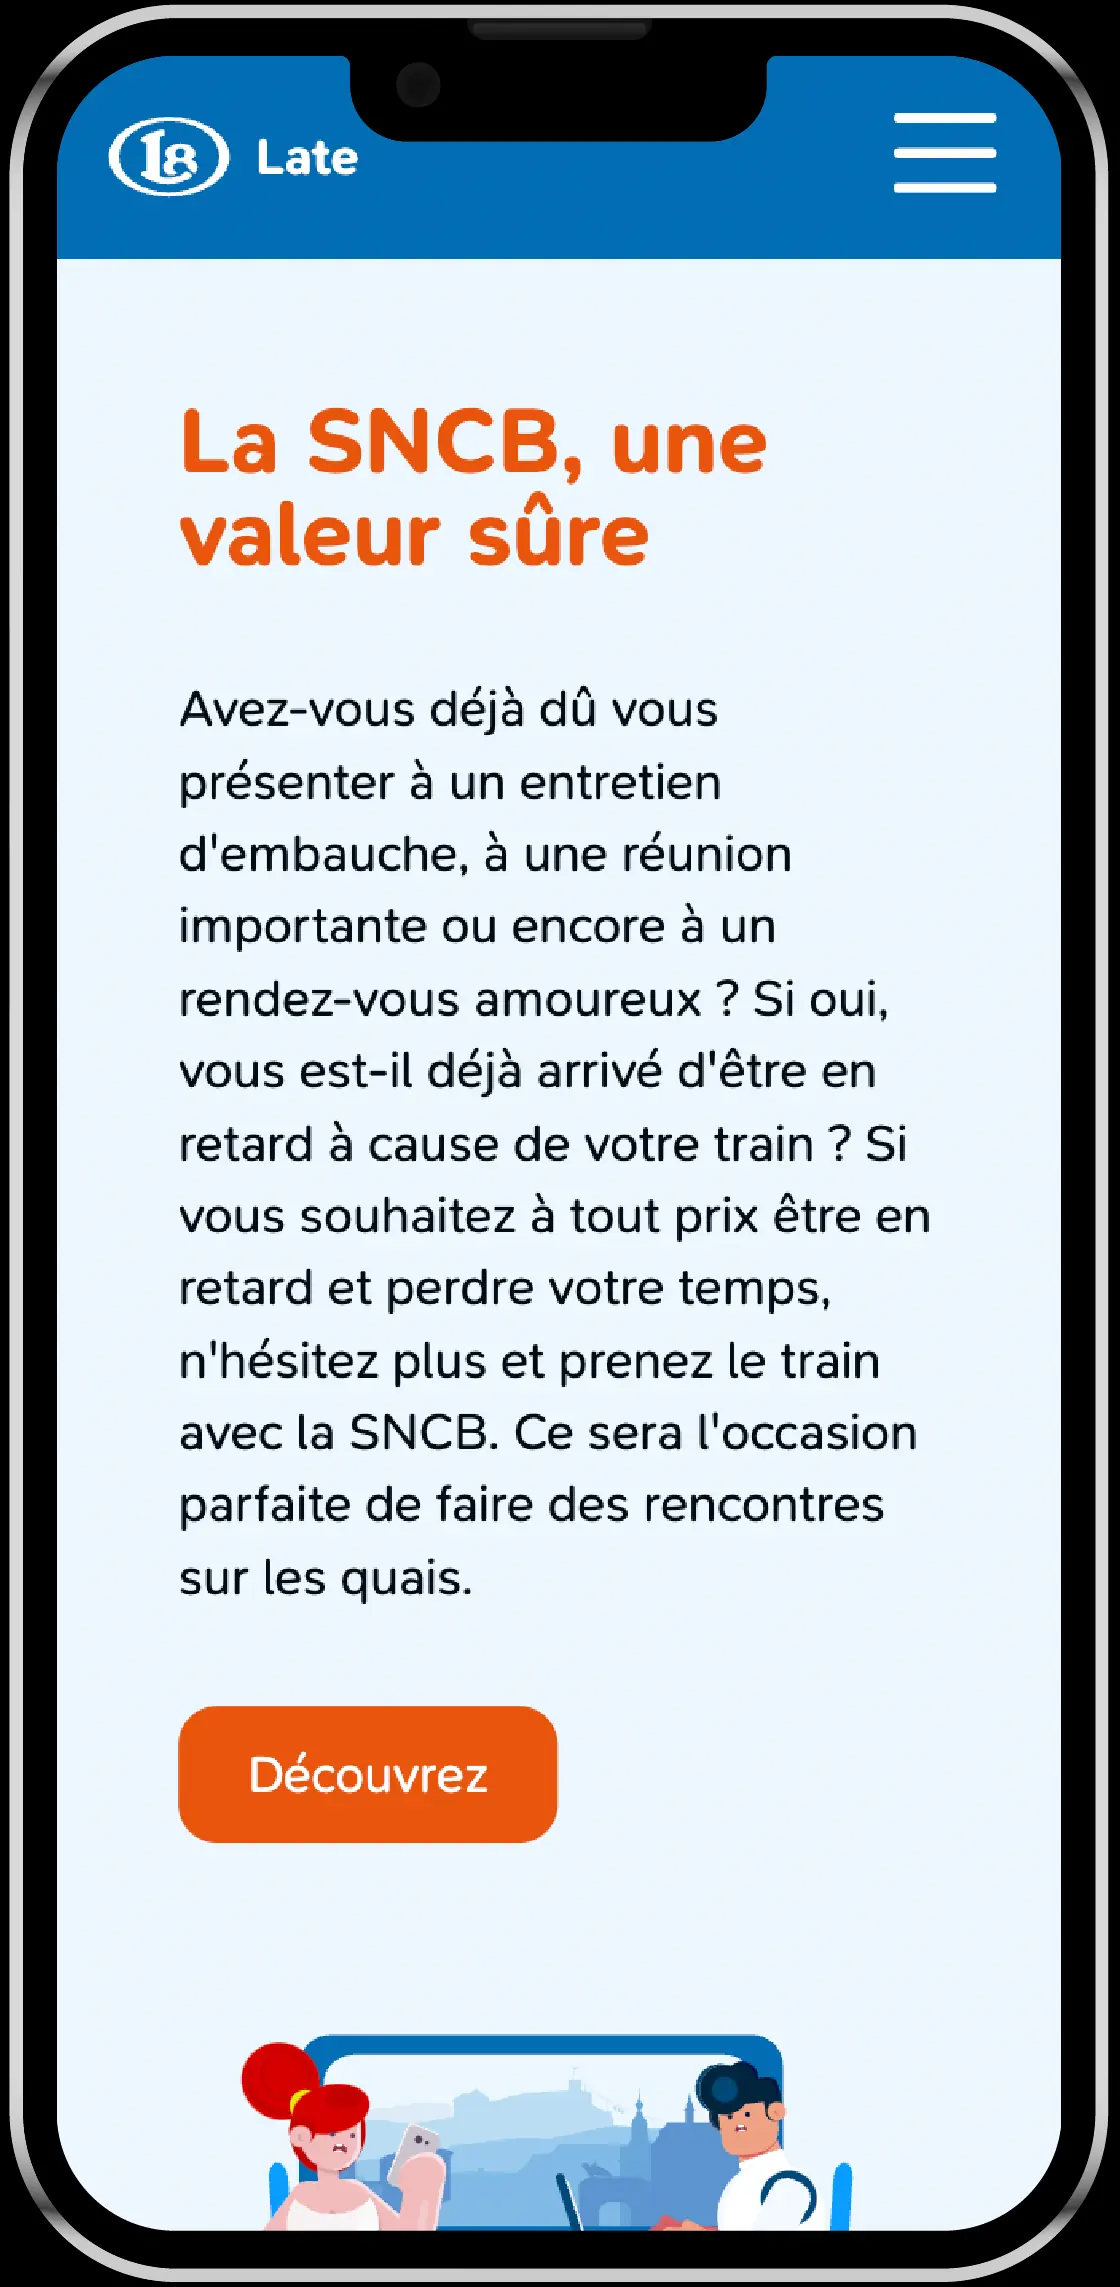 L8 Late
La SNCB, une
valeur sûre
Avez-vous déjà dû vous
présenter à un entretien
d'embauche, à une réunion
importante ou encore à un
rendez-vous amoureux ? Si oui,
vous est-il déjà arrivé d'être en
retard à cause de votre train ? Si
vous souhaitez à tout prix être en
retard et perdre votre temps,
n'hésitez plus et prenez le train
avec la SNCB. Ce sera l'occasion
parfaite de faire des rencontres
sur les quais.
Découvrez